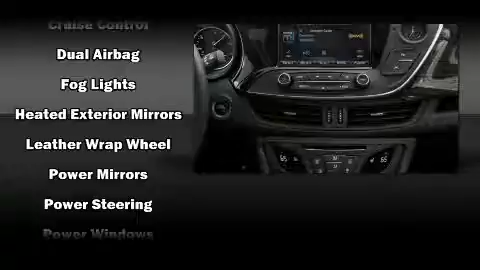 Cruise Control
Dual Airbag
Fog Lights
Heated Exterior Mirrors
Leather Wrap Wheel
Power Mirrors
Power Steering
Power Windows